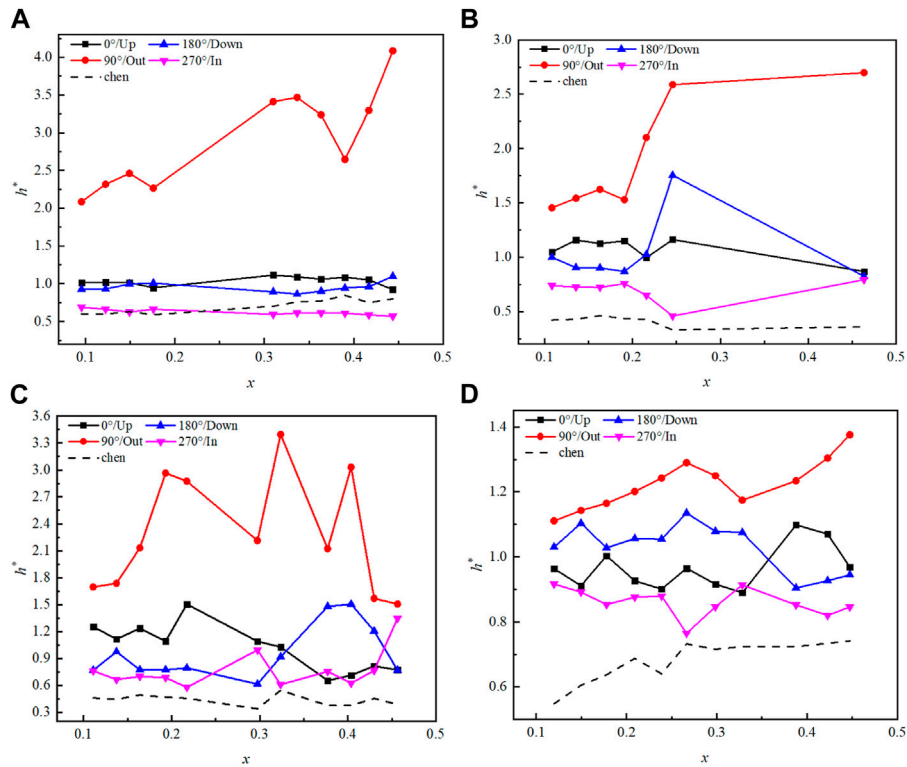 A
0°/Up 180°/Down
90°/Out 270°/In
chen
4.0
3.5
3.0
2.5
2.0
1.5
1.0
0.5
h*
0.1 0.2 0.3 0.4 0.5
x
B
0°/Up 180°/Down
90°/Out 270°/In
chen
3.0
2.5
2.0
1.5
1.0
0.5
h*
0.1 0.2 0.3 0.4 0.5
x
C
0°/Up 180°/Down
90°/Out 270°/In
chen
3.6
3.3
3.0
2.7
2.4
2.1
1.8
1.5
1.2
0.9
0.6
0.3
h*
0.1 0.2 0.3 0.4 0.5
x
D
0°/Up 180°/Down
90°/Out 270°/In
chen
1.4
1.2
1.0
0.8
0.6
h*
0.1 0.2 0.3 0.4 0.5
x